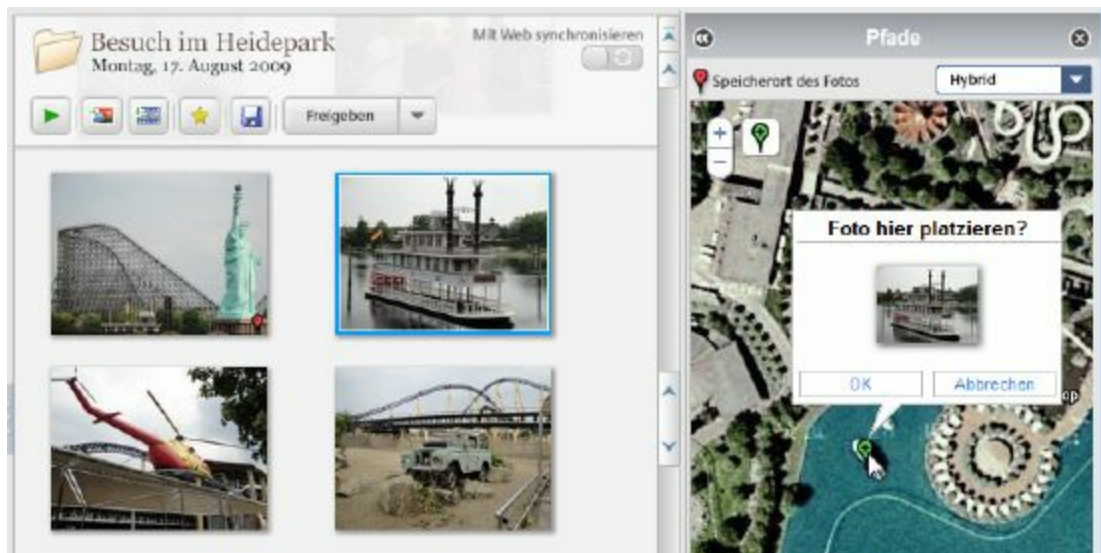 Besuch im Heidepark
Montag, 17. August 2009
Mit Web synchronisieren
Freigeben
Pfade
Speicherort des Fotos
Hybrid
Foto hier platzieren?
OK
Abbrechen
op